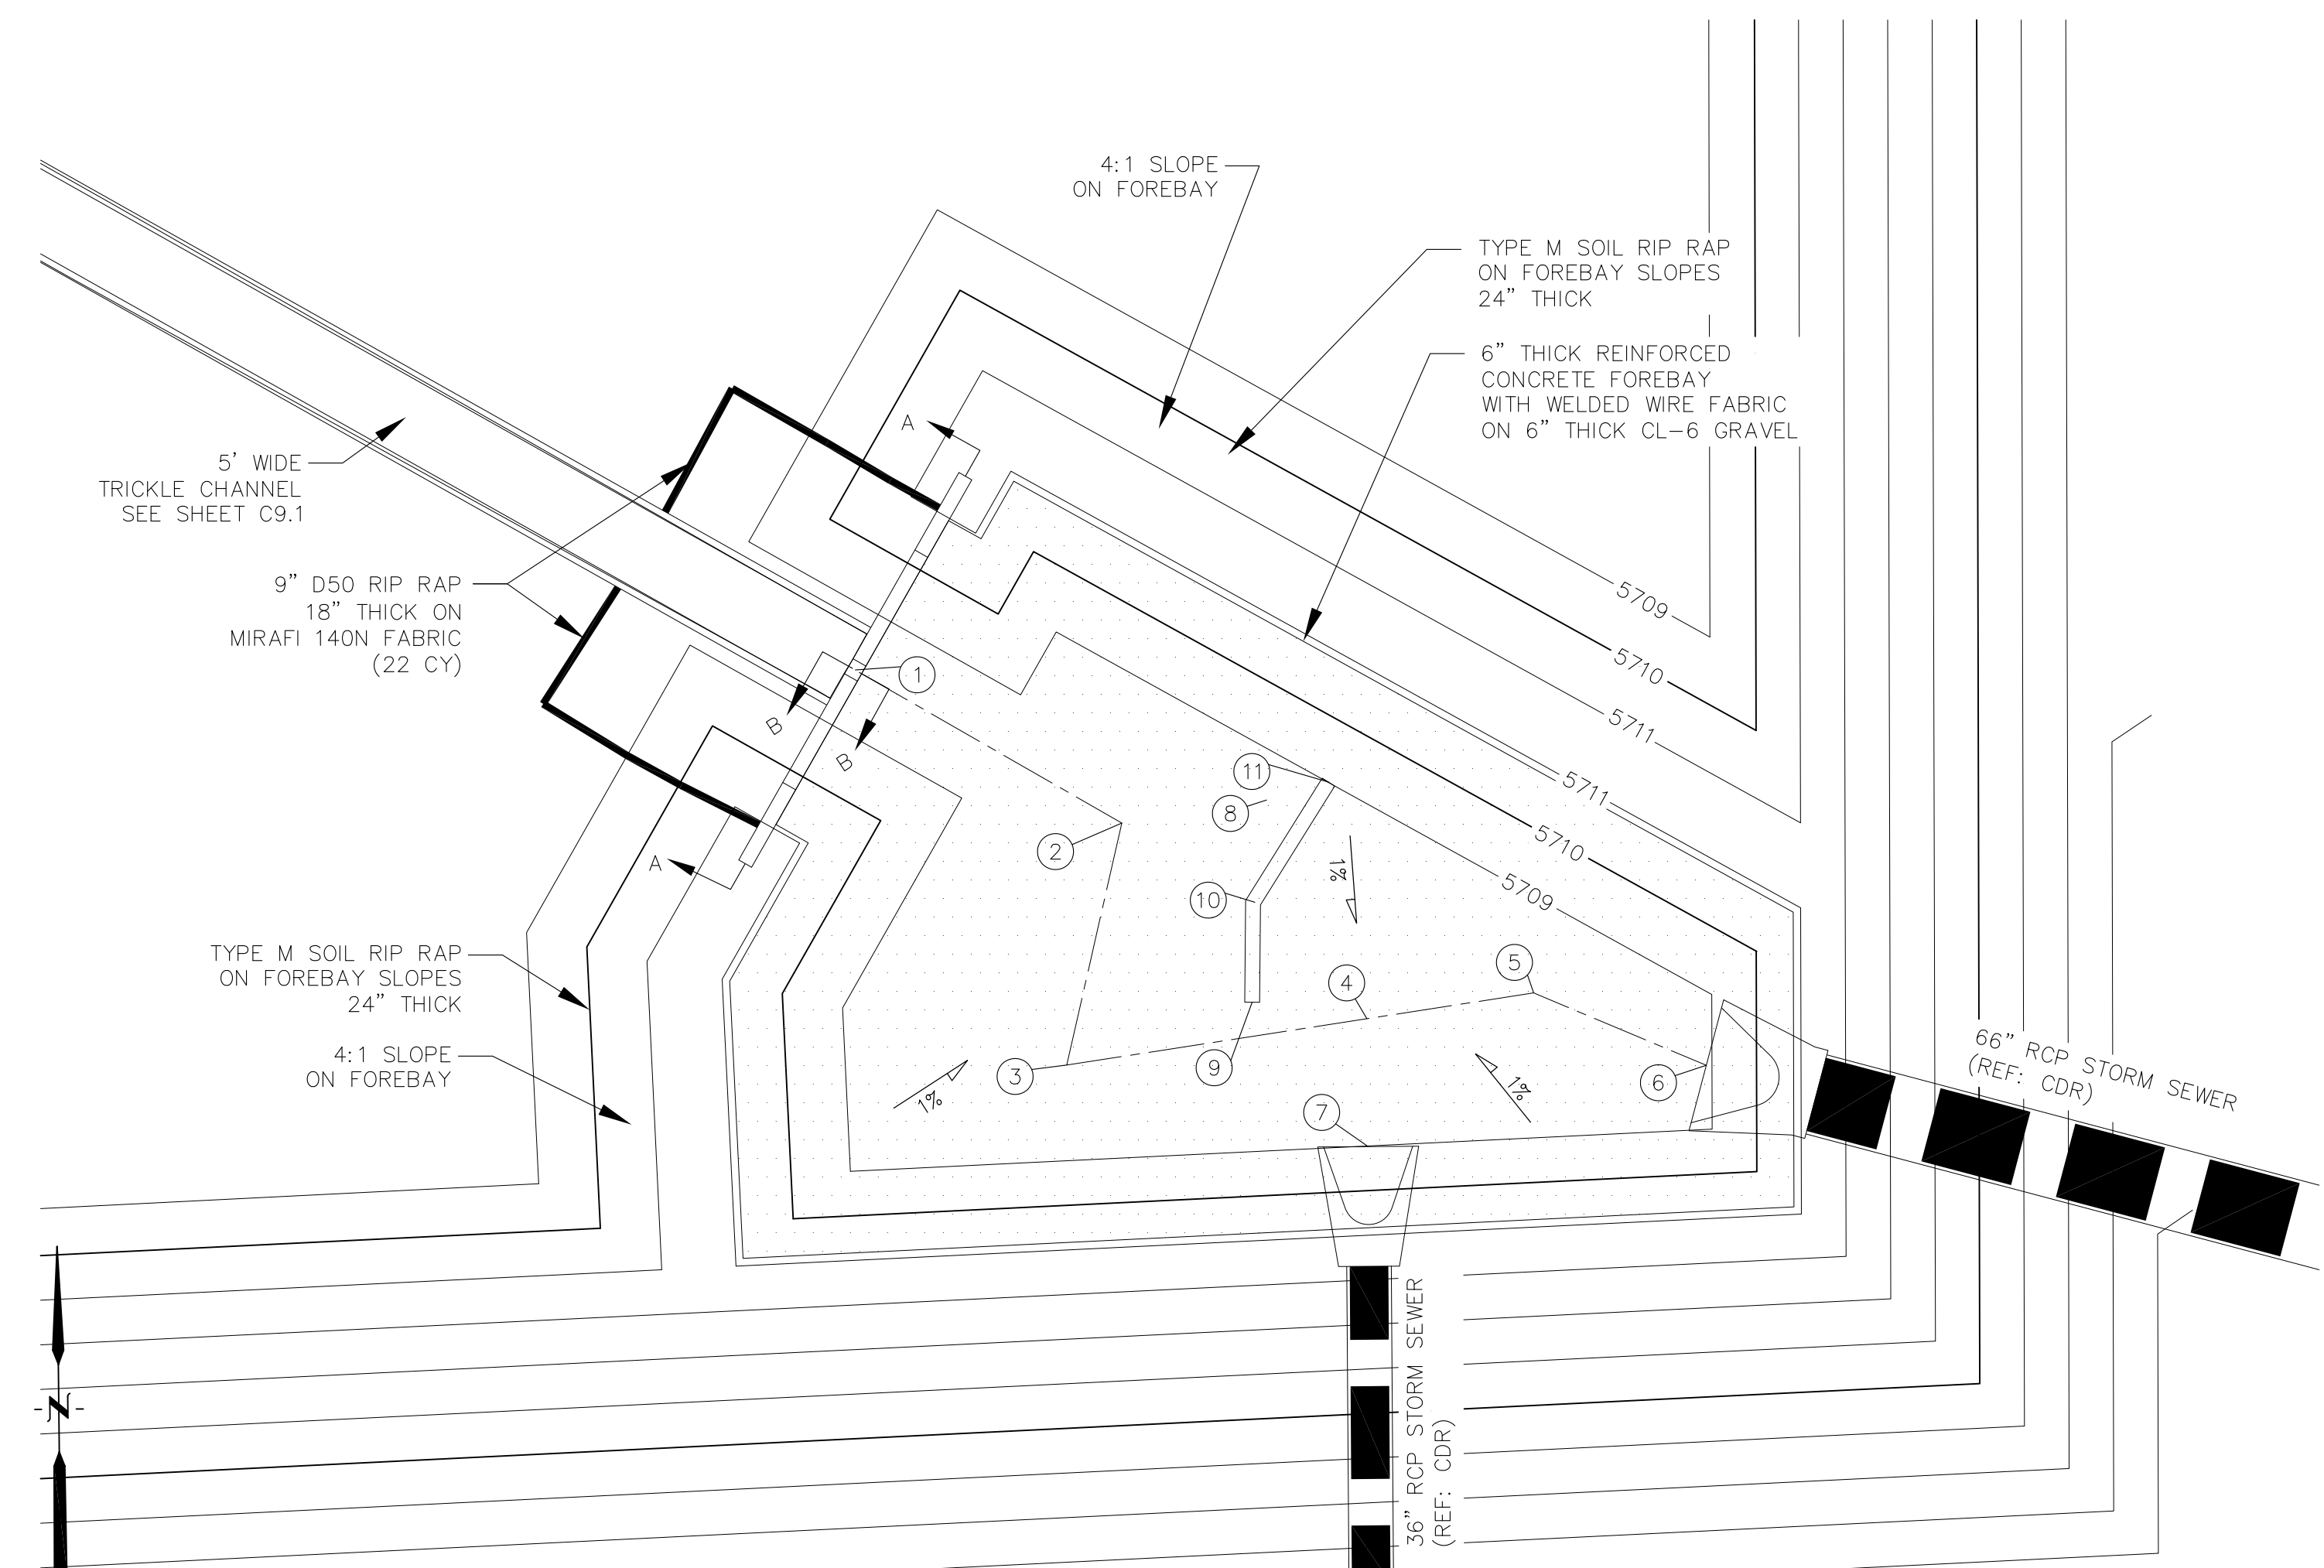 4:1 SLOPE
ON FOREBAY
TYPE M SOIL RIP RAP
ON FOREBAY SLOPES
24" THICK
6" THICK REINFORCED
CONCRETE FOREBAY
WITH WELDED WIRE FABRIC
ON 6" THICK CL-6 GRAVEL
A
5' WIDE
TRICKLE CHANNEL
SEE SHEET C9.1
9" D50 RIP RAP
18" THICK ON
MIRAFI 140N FABRIC
(22 CY)
5709
5710
5711
1
B
B
11
8
5711
2
5710
1%
A
10
5709
TYPE M SOIL RIP RAP
ON FOREBAY SLOPES
24" THICK
5
4
4:1 SLOPE
ON FOREBAY
3
9
6
1%
1%
7
66" RCP STORM SEWER
(REF: CDR)
36" RCP STORM SEWER
(REF: CDR)
N